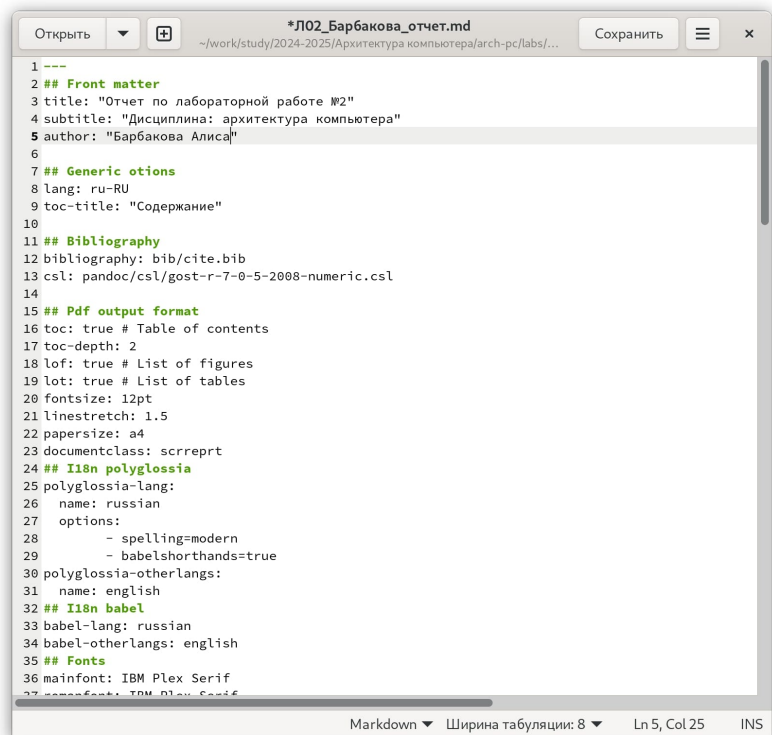 Открыть
*Л02_Барбакова_отчет.md
~/work/study/2024-2025/Архитектура компьютера/arch-pc/labs/...
Сохранить
1 ---
2 ## Front matter
3 title: "Отчет по лабораторной работе №2"
4 subtitle: "Дисциплина: архитектура компьютера"
5 author: "Барбакова Алиса"
6
7 ## Generic otions
8 lang: ru-RU
9 toc-title: "Содержание"
10
11 ## Bibliography
12 bibliography: bib/cite.bib
13 csl: pandoc/csl/gost-r-7-0-5-2008-numeric.csl
14
15 ## Pdf output format
16 toc: true # Table of contents
17 toc-depth: 2
18 lof: true # List of figures
19 lot: true # List of tables
20 fontsize: 12pt
21 linestretch: 1.5
22 papersize: a4
23 documentclass: scrreprt
24 ## I18n polyglossia
25 polyglossia-lang:
26   name: russian
27   options:
28         - spelling=modern
29         - babelshorthands=true
30 polyglossia-otherlangs:
31   name: english
32 ## I18n babel
33 babel-lang: russian
34 babel-otherlangs: english
35 ## Fonts
36 mainfont: IBM Plex Serif
37 romanfont: IBM Plex Serif
Markdown Ширина табуляции: 8 Ln 5, Col 25 INS